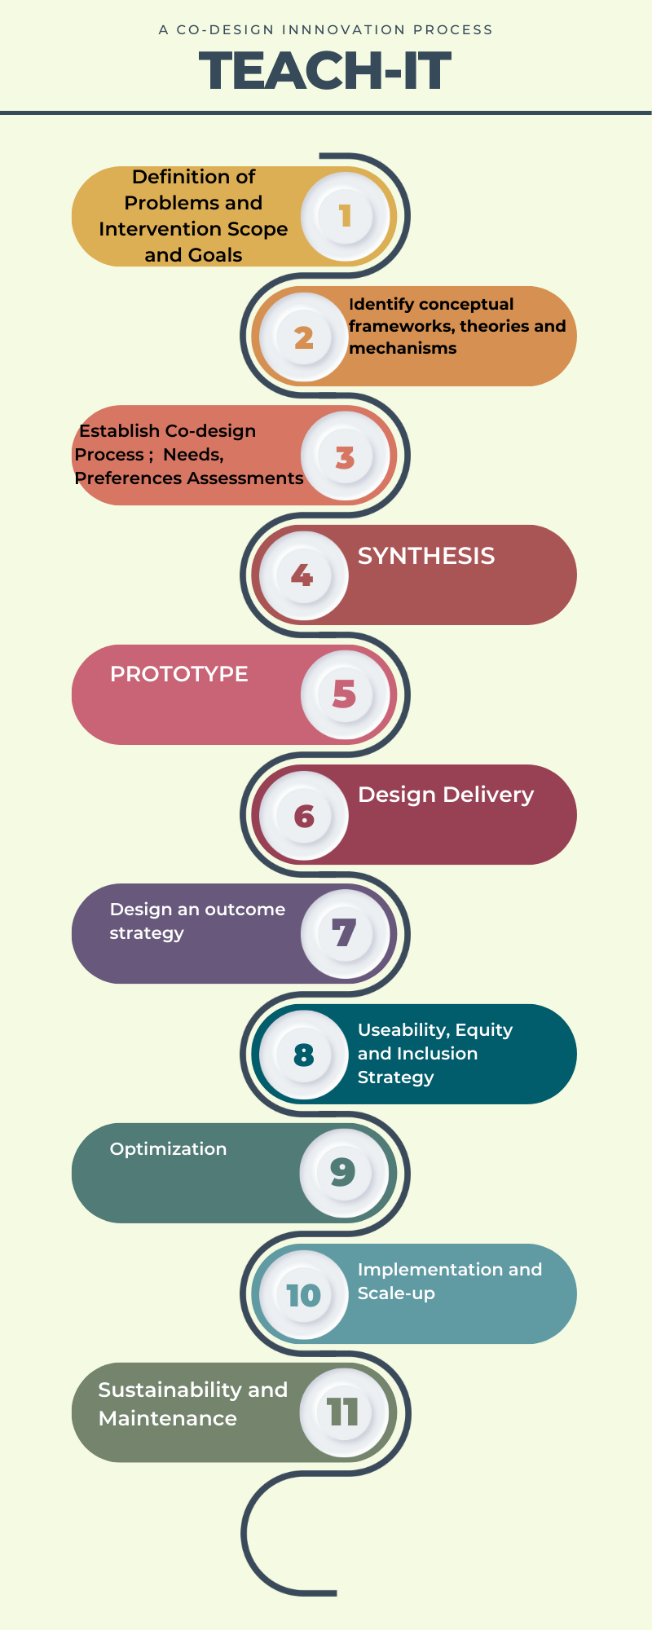 A CO-DESIGN INNNOVATION PROCESS
TEACH-IT
Definition of
Problems and
Intervention Scope
and Goals
1
2
Identify conceptual
frameworks, theories and
mechanisms
Establish Co-design
Process ; Needs,
Preferences Assessments
3
4
SYNTHESIS
PROTOTYPE
5
6
Design Delivery
Design an outcome
strategy
7
8
Useability, Equity
and Inclusion
Strategy
Optimization
9
10
Implementation and
Scale-up
Sustainability and
Maintenance
11